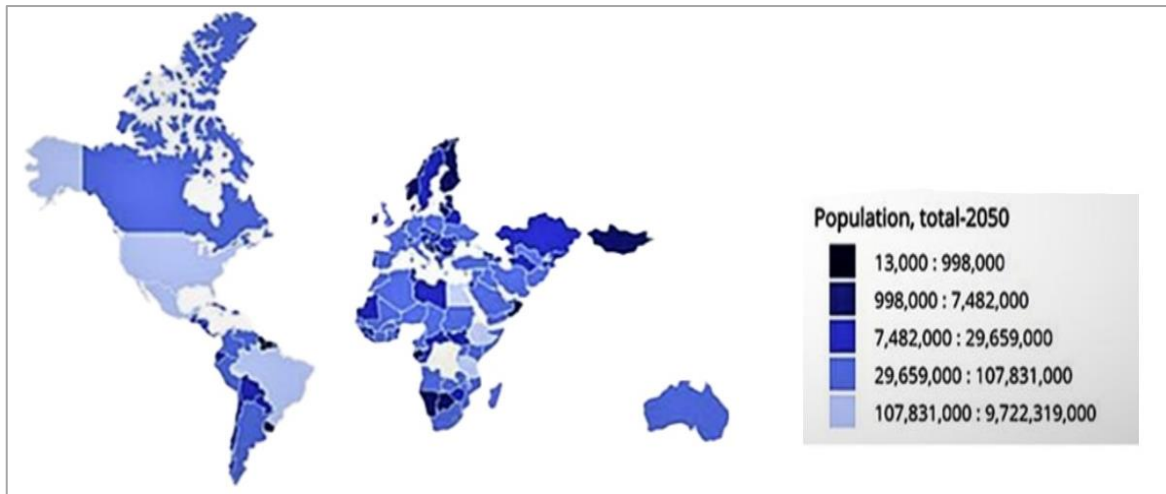 Population, total-2050
13,000 : 998,000
998,000 : 7,482,000
7,482,000 : 29,659,000
29,659,000 : 107,831,000
107,831,000 : 9,722,319,000